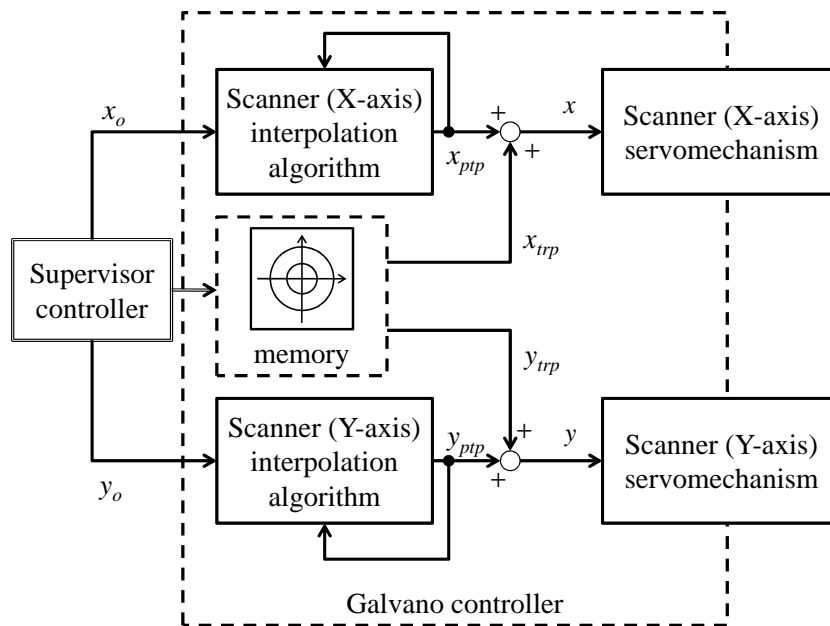 Scanner (X-axis)
interpolation
algorithm
x_o
x_ptp
+
+
x
Scanner (X-axis)
servomechanism
x_trp
Supervisor
controller
memory
y_trp
Scanner (Y-axis)
interpolation
algorithm
y_o
y_ptp
+
+
y
Scanner (Y-axis)
servomechanism
Galvano controller